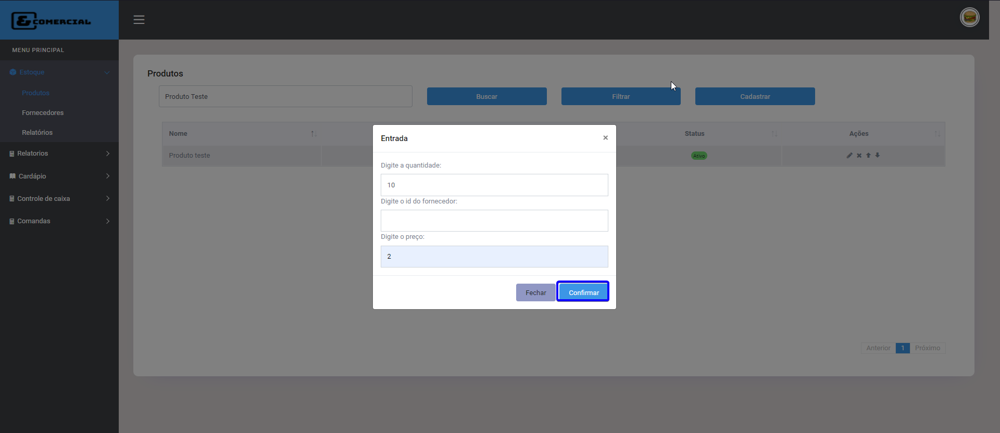 & COMERCIAL
MENU PRINCIPAL
Estoque
Produtos
Fornecedores
Relatórios
Relatorios
Cardápio
Controle de caixa
Comandas
Produtos
Produto Teste
Buscar
Filtrar
Cadastrar
Nome
Status
Ações
Produto teste
Ativo
Entrada
×
Digite a quantidade:
10
Digite o id do fornecedor:
Digite o preço:
2
Fechar
Confirmar
Anterior
1
Próximo